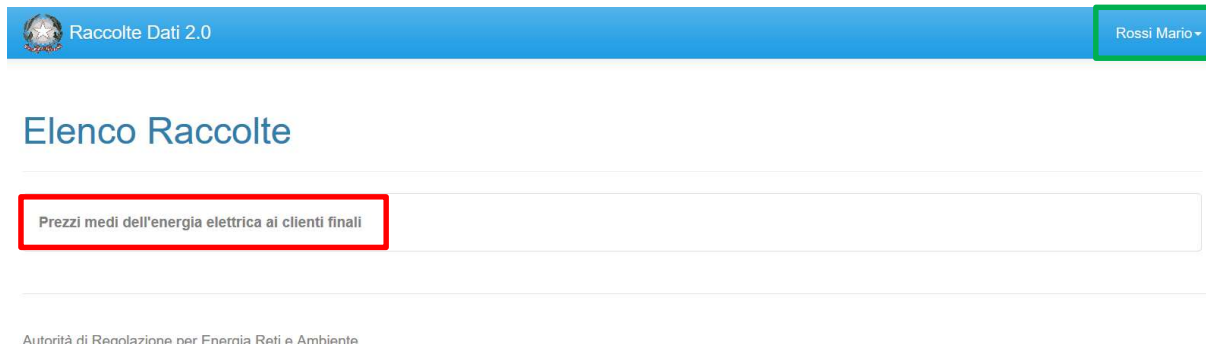 Raccolte Dati 2.0
Rossi Mario
Elenco Raccolte
Prezzi medi dell'energia elettrica ai clienti finali
Autorità di Regolazione per Energia Reti e Ambiente